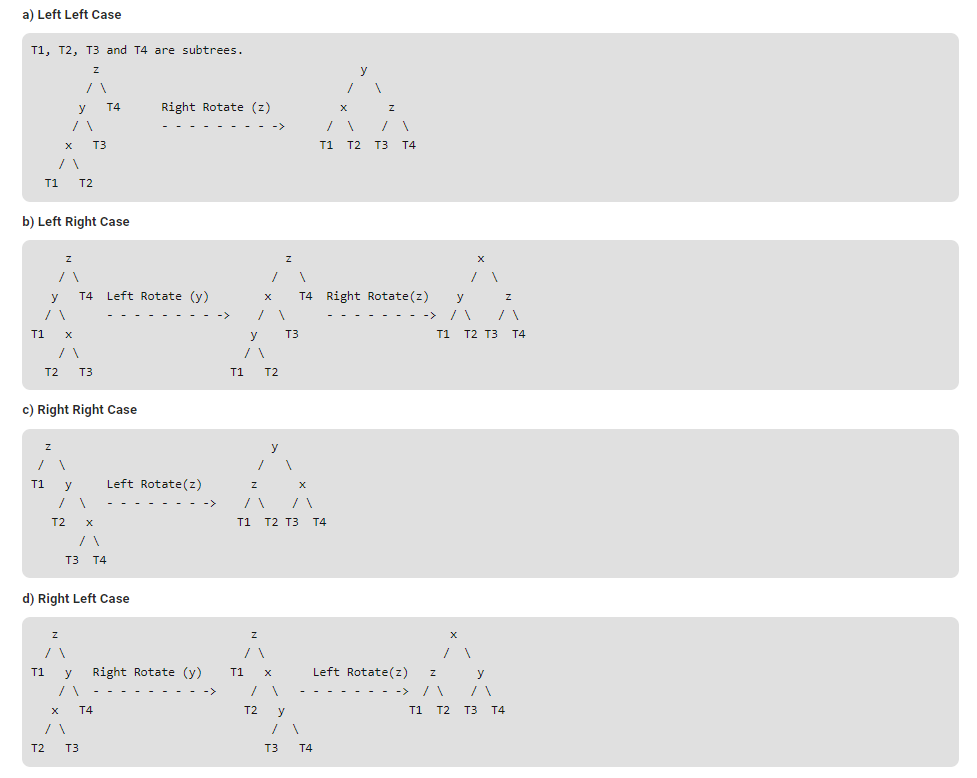 a) Left Left Case
T1, T2, T3 and T4 are subtrees.
         z                                      y
        / \                                   /   \
       y   T4      Right Rotate (z)          x      z
      / \          - - - - - - - - ->      /  \    /  \
     x   T3                               T1  T2  T3  T4
    / \
  T1   T2
b) Left Right Case
     z                               z                           x
    / \                            /   \                        /  \
   y   T4  Left Rotate (y)        x    T4  Right Rotate(z)    y      z
  / \      - - - - - - - - ->    /  \      - - - - - - - ->  / \    / \
T1   x                          y    T3                    T1  T2 T3  T4
    / \                        / \
  T2   T3                    T1   T2
c) Right Right Case
  z                                y
 /  \                            /   \
T1   y     Left Rotate(z)       z      x
    /  \   - - - - - - - ->    / \    / \
   T2   x                     T1  T2 T3  T4
       / \
     T3  T4
d) Right Left Case
   z                            z                            x
  / \                          / \                          /  \
T1   y   Right Rotate (y)    T1   x      Left Rotate(z)   z      y
    / \  - - - - - - - - ->     /  \   - - - - - - - ->  / \    / \
   x   T4                      T2   y                  T1  T2  T3  T4
  / \                              /  \
T2   T3                           T3   T4